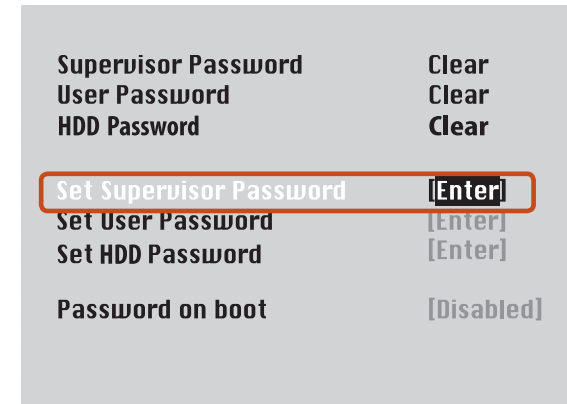 Supervisor Password Clear
User Password Clear
HDD Password Clear
Set Supervisor Password [Enter]
Set User Password [Enter]
Set HDD Password [Enter]
Password on boot [Disabled]